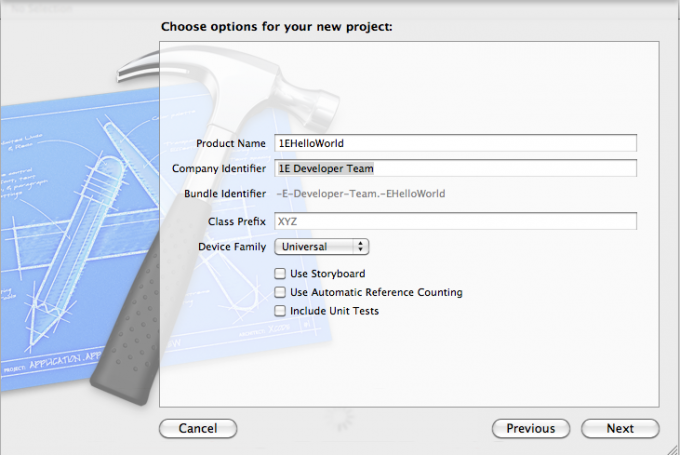 Choose options for your new project:
Product Name 1EHelloWorld
Company Identifier 1E Developer Team
Bundle Identifier -E-Developer-Team.-EHelloWorld
Class Prefix XYZ
Device Family Universal
Use Storyboard
Use Automatic Reference Counting
Include Unit Tests
PROJECT: APPLICATION.APP
Cancel Previous Next